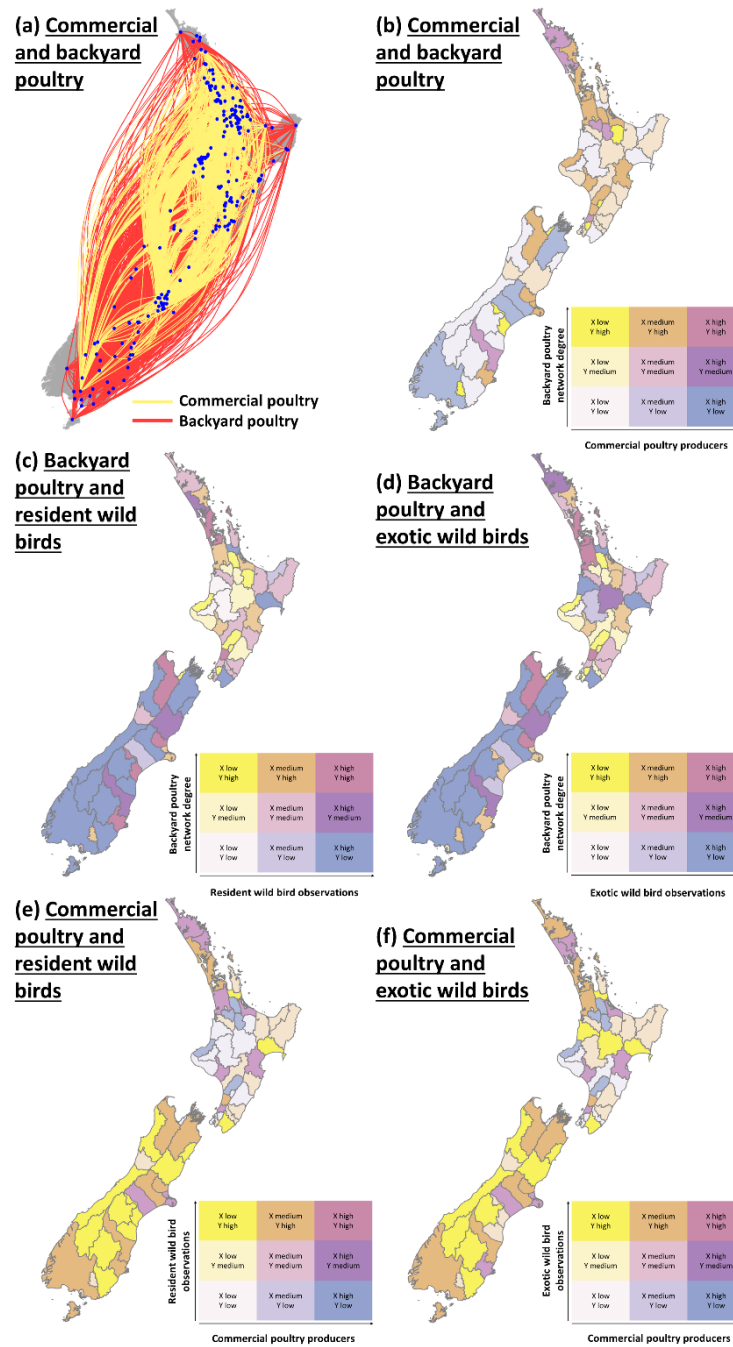 (a) Commercial
and backyard
poultry
Commercial poultry
Backyard poultry
(b) Commercial
and backyard
poultry
Backyard poultry
network degree
X low
Y high
X medium
Y high
X high
Y high
X low
Y medium
X medium
Y medium
X high
Y medium
X low
Y low
X medium
Y low
X high
Y low
Commercial poultry producers
(c) Backyard
poultry and
resident wild
birds
Backyard poultry
network degree
X low
Y high
X medium
Y high
X high
Y high
X low
Y medium
X medium
Y medium
X high
Y medium
X low
Y low
X medium
Y low
X high
Y low
Resident wild bird observations
(d) Backyard
poultry and
exotic wild birds
Backyard poultry
network degree
X low
Y high
X medium
Y high
X high
Y high
X low
Y medium
X medium
Y medium
X high
Y medium
X low
Y low
X medium
Y low
X high
Y low
Exotic wild bird observations
(e) Commercial
poultry and
resident wild
birds
Resident wild bird
observations
X low
Y high
X medium
Y high
X high
Y high
X low
Y medium
X medium
Y medium
X high
Y medium
X low
Y low
X medium
Y low
X high
Y low
Commercial poultry producers
(f) Commercial
poultry and
exotic wild birds
Exotic wild bird
observations
X low
Y high
X medium
Y high
X high
Y high
X low
Y medium
X medium
Y medium
X high
Y medium
X low
Y low
X medium
Y low
X high
Y low
Commercial poultry producers